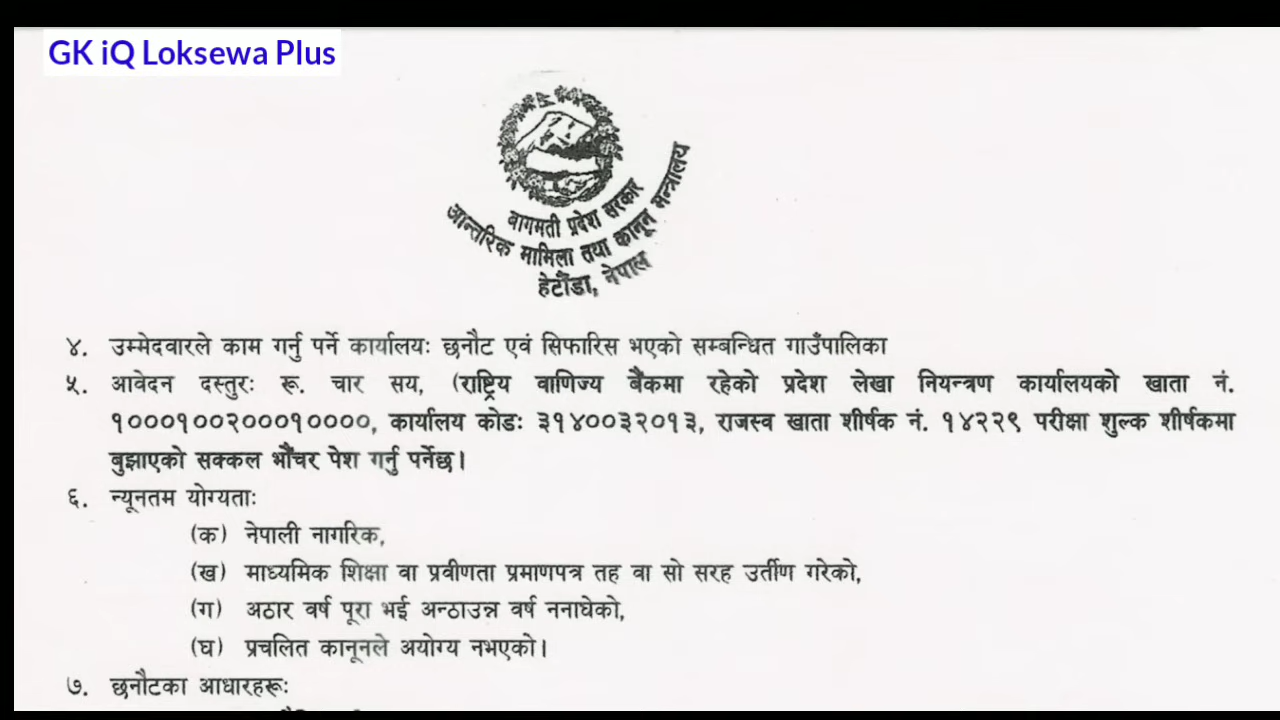 GK iQ Loksewa Plus
बागमती प्रदेश सरकार
आन्तरिक मामिला तथा कानून मन्त्रालय
हेटौंडा, नेपाल
४. उम्मेदवारले काम गर्नु पर्ने कार्यालयः छनौट एवं सिफारिस भएको सम्बन्धित गाउँपालिका
५. आवेदन दस्तुरः रू. चार सय, (राष्ट्रिय वाणिज्य बैंकमा रहेको प्रदेश लेखा नियन्त्रण कार्यालयको खाता नं.
१०००१००२०००१००००, कार्यालय कोडः ३१४००३२०१३, राजस्व खाता शीर्षक नं. १४२२९ परीक्षा शुल्क शीर्षकमा
बुझाएको सक्कल भौंचर पेश गर्नु पर्नेछ।
६. न्यूनतम योग्यताः
(क) नेपाली नागरिक,
(ख) माध्यमिक शिक्षा वा प्रवीणता प्रमाणपत्र तह वा सो सरह उर्तीण गरेको,
(ग) अठार वर्ष पूरा भई अन्ठाउन्न वर्ष ननाघेको,
(घ) प्रचलित कानूनले अयोग्य नभएको।
७. छनौटका आधारहरूः